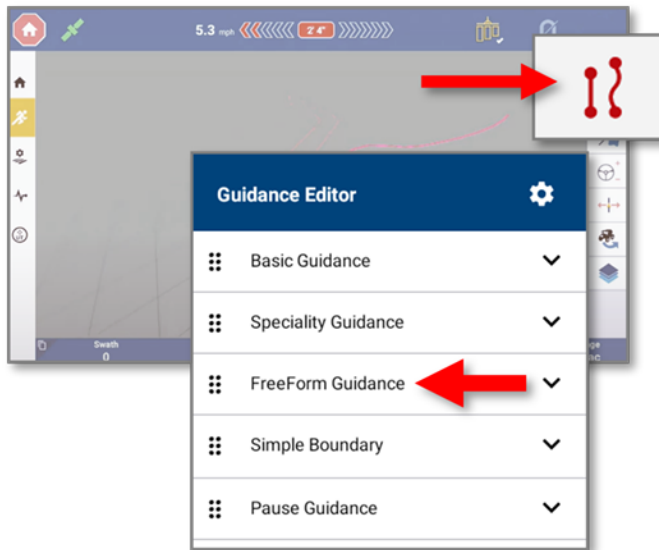 5.3 mph 2' 4"
Guidance Editor
Basic Guidance
Speciality Guidance
FreeForm Guidance
Simple Boundary
Pause Guidance
Swath
0